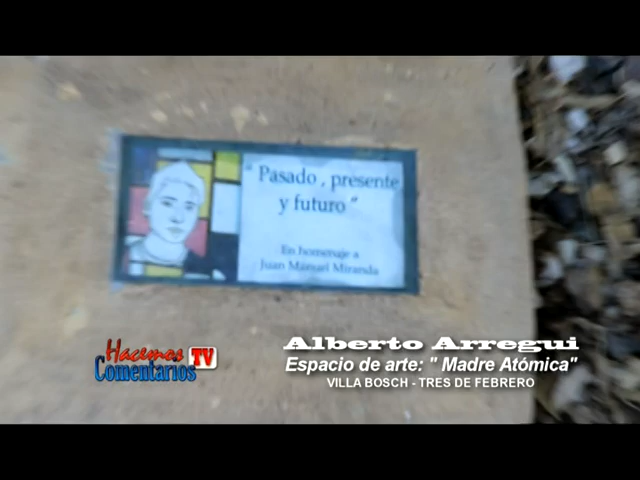 " Pasado , presente
y futuro "
En homenaje a
Juan Manuel Miranda
Hacemos TV
Comentarios
Alberto Arregui
Espacio de arte: " Madre Atómica"
VILLA BOSCH - TRES DE FEBRERO